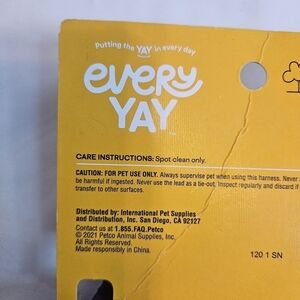 Putting the YAY in every day
every
YAY
CARE INSTRUCTIONS: Spot clean only.
CAUTION: FOR PET USE ONLY. Always supervise pet when using this harness. Never
be harmful if ingested. Never use the lead as a tie-out. Inspect regularly and discard if
transfer to other surfaces.
Distributed by: International Pet Supplies
and Distribution, Inc. San Diego, CA 92127
Contact us at 1.855.FAQ.Petco
© 2021 Petco Animal Supplies, Inc.
All Rights Reserved.
Made responsibly in China.
120 1 SN